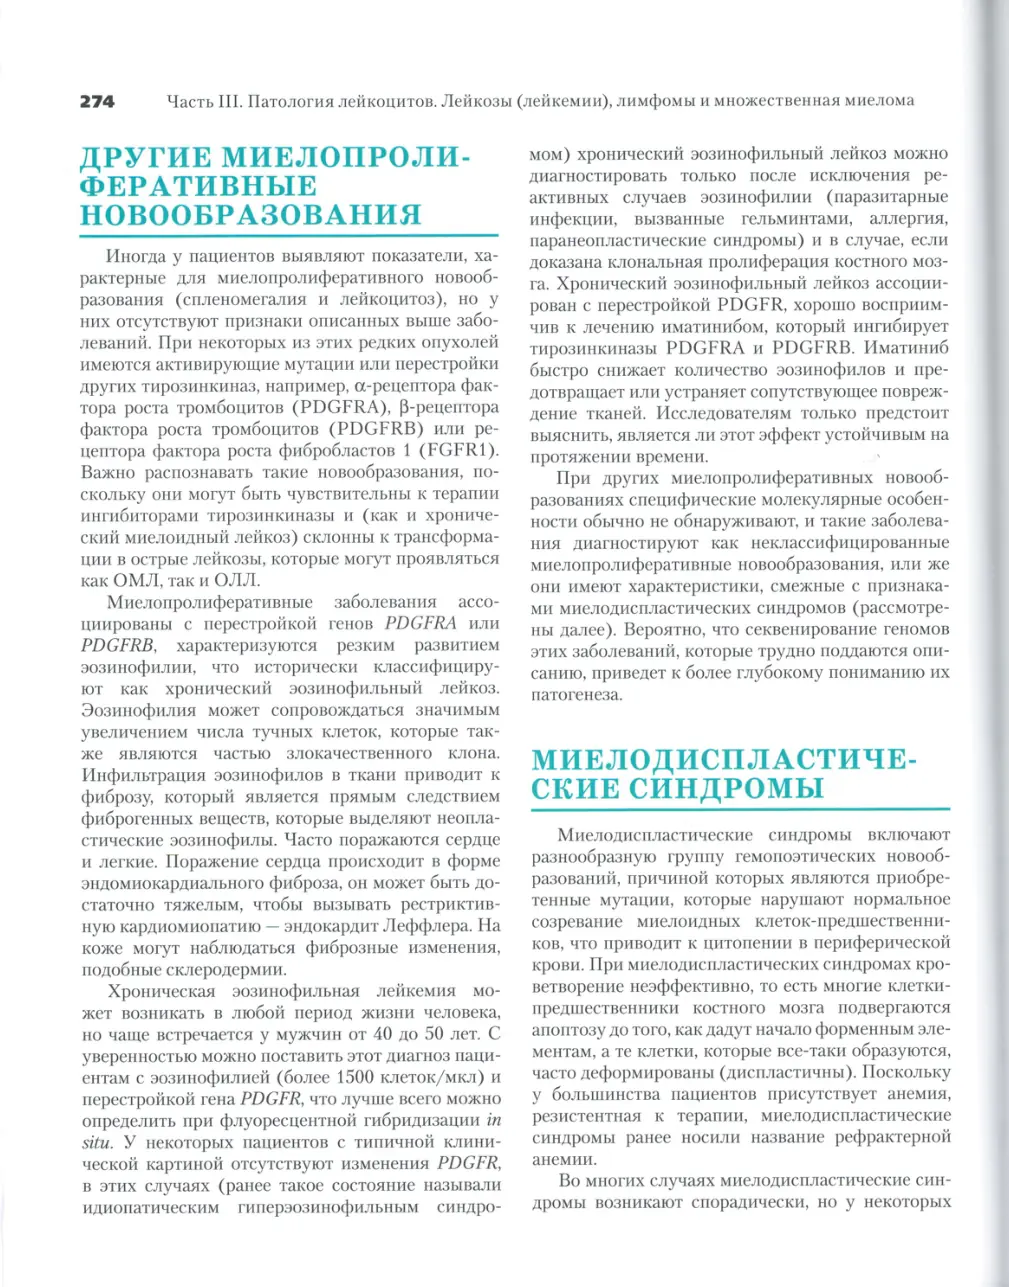 274 Часть III. Патология лейкоцитов. Лейкозы (лейкемии), лимфомы и множественная миелома
ДРУГИЕ МИЕЛОПРОЛИ-
ФЕРАТИВНЫЕ
НОВООБРАЗОВАНИЯ
Иногда у пациентов выявляют показатели, ха-
рактерные для миелопролиферативного новооб-
разования (спленомегалия и лейкоцитоз), но у
них отсутствуют признаки описанных выше забо-
леваний. При некоторых из этих редких опухолей
имеются активирующие мутации или перестройки
других тирозинкиназ, например, α-рецептора фак-
тора роста тромбоцитов (PDGFRA), β-рецептора
фактора роста тромбоцитов (PDGFRB) или ре-
цептора фактора роста фибробластов 1 (FGFR1).
Важно распознавать такие новообразования, по-
скольку они могут быть чувствительны к терапии
ингибиторами тирозинкиназы и (как и хрониче-
ский миелоидный лейкоз) склонны к трансформа-
ции в острые лейкозы, которые могут проявляться
как ОМЛ, так и ОЛЛ.
Миелопролиферативные заболевания ассо-
циированы с перестройкой генов PDGFRA или
PDGFRB, характеризуются резким развитием
эозинофилии, что исторически классифициру-
ют как хронический эозинофильный лейкоз.
Эозинофилия может сопровождаться значимым
увеличением числа тучных клеток, которые так-
же являются частью злокачественного клона.
Инфильтрация эозинофилов в ткани приводит к
фиброзу, который является прямым следствием
фиброгенных веществ, которые выделяют неопла-
стические эозинофилы. Часто поражаются сердце
и легкие. Поражение сердца происходит в форме
эндомиокардиального фиброза, он может быть до-
статочно тяжелым, чтобы вызывать рестриктив-
ную кардиомиопатию — эндокардит Леффлера. На
коже могут наблюдаться фиброзные изменения,
подобные склеродермии.
Хроническая эозинофильная лейкемия мо-
жет возникать в любой период жизни человека,
но чаще встречается у мужчин от 40 до 50 лет. С
уверенностью можно поставить этот диагноз паци-
ентам с эозинофилией (более 1500 клеток/мкл) и
перестройкой гена PDGFR, что лучше всего можно
определить при флуоресцентной гибридизации in
situ. У некоторых пациентов с типичной клини-
ческой картиной отсутствуют изменения PDGFR,
в этих случаях (ранее такое состояние называли
идиопатическим гиперэозинофильным синдро-
мом) хронический эозинофильный лейкоз можно
диагностировать только после исключения ре-
активных случаев эозинофилии (паразитарные
инфекции, вызванные гельминтами, аллергия,
паранеопластические синдромы) и в случае, если
доказана клональная пролиферация костного моз-
га. Хронический эозинофильный лейкоз ассоции-
рован с перестройкой PDGFR, хорошо восприим-
чив к лечению иматинибом, который ингибирует
тирозинкиназы PDGFRA и PDGFRB. Иматиниб
быстро снижает количество эозинофилов и пре-
дотвращает или устраняет сопутствующее повреж-
дение тканей. Исследователям только предстоит
выяснить, является ли этот эффект устойчивым на
протяжении времени.
При других миелопролиферативных новооб-
разованиях специфические молекулярные особен-
ности обычно не обнаруживают, и такие заболева-
ния диагностируют как неклассифицированные
миелопролиферативные новообразования, или же
они имеют характеристики, смежные с признака-
ми миелодиспластических синдромов (рассмотре-
ны далее). Вероятно, что секвенирование геномов
этих заболеваний, которые трудно поддаются опи-
санию, приведет к более глубокому пониманию их
патогенеза.
МИЕЛОДИСПЛАСТИЧЕ-
СКИЕ СИНДРОМЫ
Миелодиспластические синдромы включают
разнообразную группу гемопоэтических новооб-
разований, причиной которых являются приобре-
тенные мутации, которые нарушают нормальное
созревание миелоидных клеток-предшественни-
ков, что приводит к цитопении в периферической
крови. При миелодиспластических синдромах кро-
ветворение неэффективно, то есть многие клетки-
предшественники костного мозга подвергаются
апоптозу до того, как дадут начало форменным эле-
ментам, а те клетки, которые все-таки образуются,
часто деформированы (диспластичны). Поскольку
у большинства пациентов присутствует анемия,
резистентная к терапии, миелодиспластические
синдромы ранее носили название рефрактерной
анемии.
Во многих случаях миелодиспластические син-
дромы возникают спорадически, но у некоторых